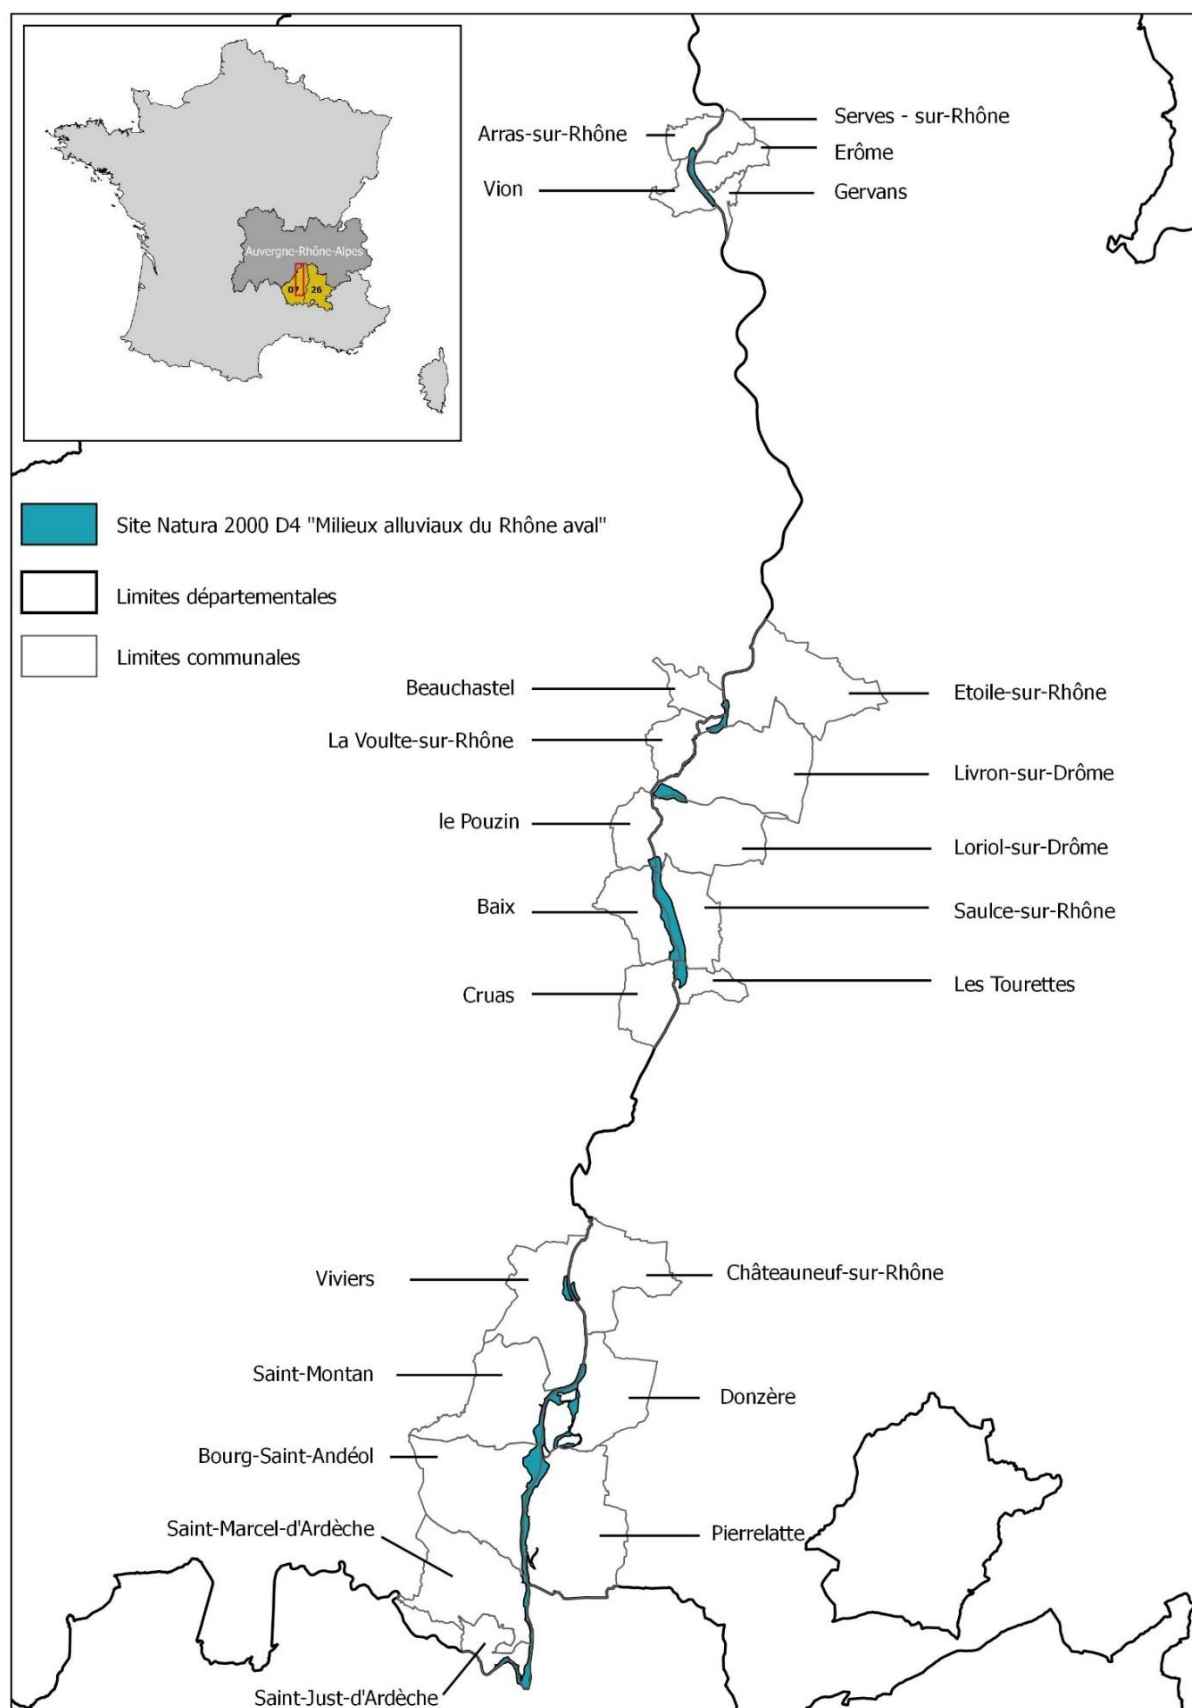 Auvergne-Rhône-Alpes
07 26
Arras-sur-Rhône
Serves - sur-Rhône
Erôme
Vion
Gervans
Site Natura 2000 D4 "Milieux alluviaux du Rhône aval"
Limites départementales
Limites communales
Beauchastel
Etoile-sur-Rhône
La Voulte-sur-Rhône
Livron-sur-Drôme
le Pouzin
Loriol-sur-Drôme
Baix
Saulce-sur-Rhône
Cruas
Les Tourettes
Viviers
Châteauneuf-sur-Rhône
Saint-Montan
Donzère
Bourg-Saint-Andéol
Saint-Marcel-d'Ardèche
Pierrelatte
Saint-Just-d'Ardèche